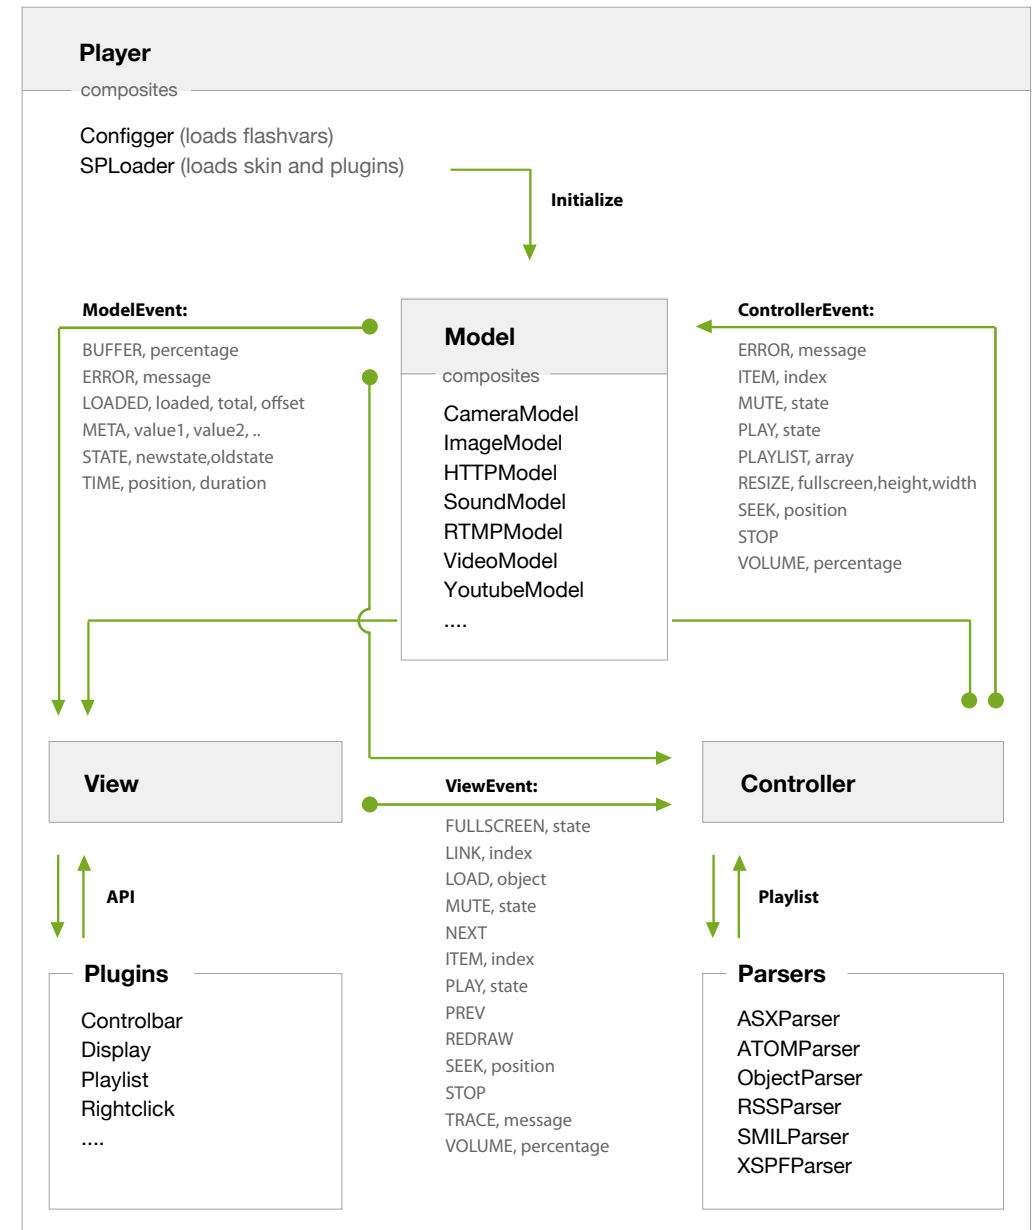 Player
composites
Configger (loads flashvars)
SPLoader (loads skin and plugins)
Initialize
ModelEvent:
BUFFER, percentage
ERROR, message
LOADED, loaded, total, offset
META, value1, value2, ..
STATE, newstate,oldstate
TIME, position, duration
Model
composites
CameraModel
ImageModel
HTTPModel
SoundModel
RTMPModel
VideoModel
YoutubeModel
....
ControllerEvent:
ERROR, message
ITEM, index
MUTE, state
PLAY, state
PLAYLIST, array
RESIZE, fullscreen,height,width
SEEK, position
STOP
VOLUME, percentage
View
API
Plugins
Controlbar
Display
Playlist
Rightclick
....
ViewEvent:
FULLSCREEN, state
LINK, index
LOAD, object
MUTE, state
NEXT
ITEM, index
PLAY, state
PREV
REDRAW
SEEK, position
STOP
TRACE, message
VOLUME, percentage
Controller
Playlist
Parsers
ASXParser
ATOMParser
ObjectParser
RSSParser
SMILParser
XSPFParser